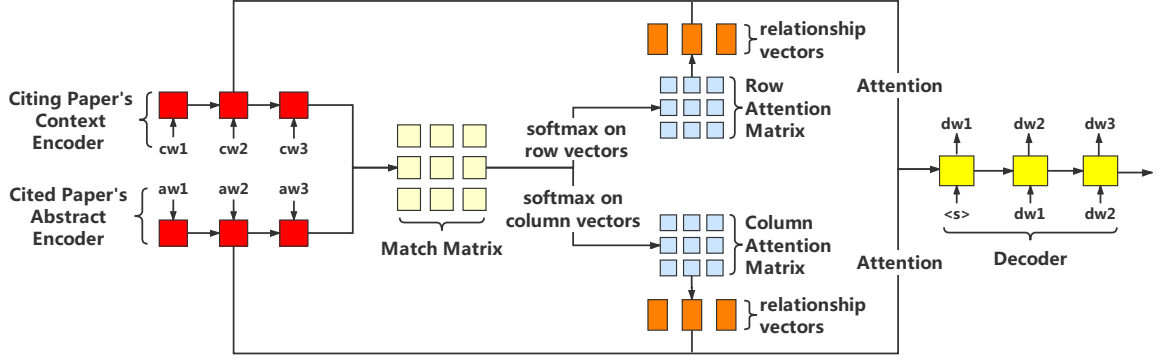 Citing Paper's
Context
Encoder
cw1 cw2 cw3
Cited Paper's
Abstract
Encoder
aw1 aw2 aw3
Match Matrix
softmax on
row vectors
softmax on
column vectors
relationship
vectors
Row
Attention
Matrix
Column
Attention
Matrix
relationship
vectors
Attention
Attention
dw1 dw2 dw3
<s> dw1 dw2
Decoder